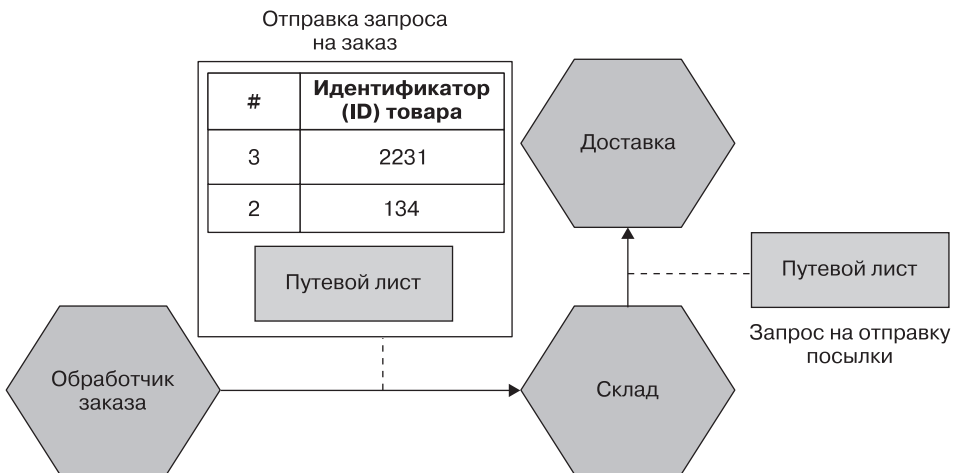 Отправка запроса
на заказ
#
Идентификатор
(ID) товара
3
2231
2
134
Путевой лист
Доставка
Путевой лист
Запрос на отправку
посылки
Обработчик
заказа
Склад